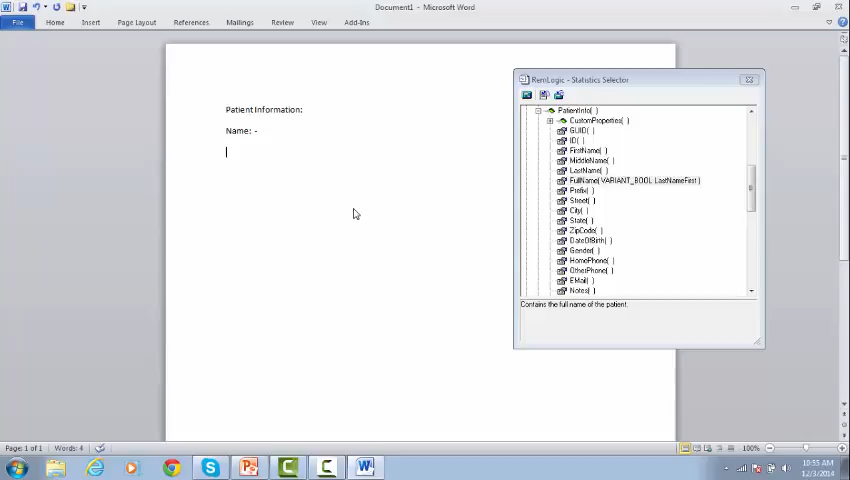 Document1 - Microsoft Word
File Home Insert Page Layout References Mailings Review View Add-Ins
Patient Information:
Name: -
RemLogic - Statistics Selector
PatientInfo( )
CustomProperties( )
GUID( )
ID( )
FirstName( )
MiddleName( )
LastName( )
FullName( VARIANT_BOOL LastNameFirst )
Prefix( )
Street( )
City( )
State( )
ZipCode( )
DateOfBirth( )
Gender( )
HomePhone( )
OtherPhone( )
EMail( )
Notes( )
Contains the full name of the patient.
Page: 1 of 1 Words: 4 100%
10:55 AM
12/3/2014